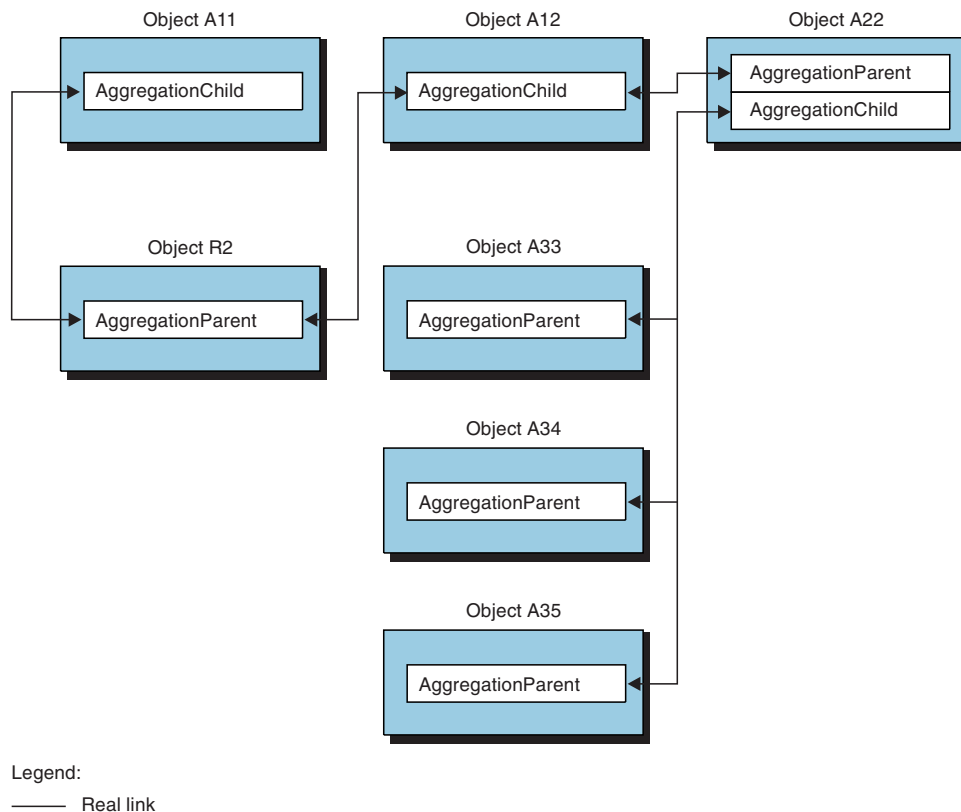 Object A11
Object A12
Object A22
AggregationChild
AggregationChild
AggregationParent
AggregationChild
Object R2
Object A33
AggregationParent
AggregationParent
Object A34
AggregationParent
Object A35
AggregationParent
Legend:
Real link